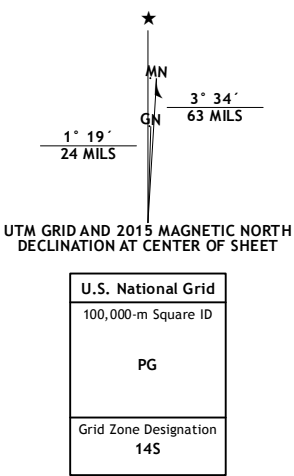 ★
MN
3° 34´
63 MILS
GN
1° 19´
24 MILS
UTM GRID AND 2015 MAGNETIC NORTH
DECLINATION AT CENTER OF SHEET
U.S. National Grid
100,000-m Square ID
PG
Grid Zone Designation
14S